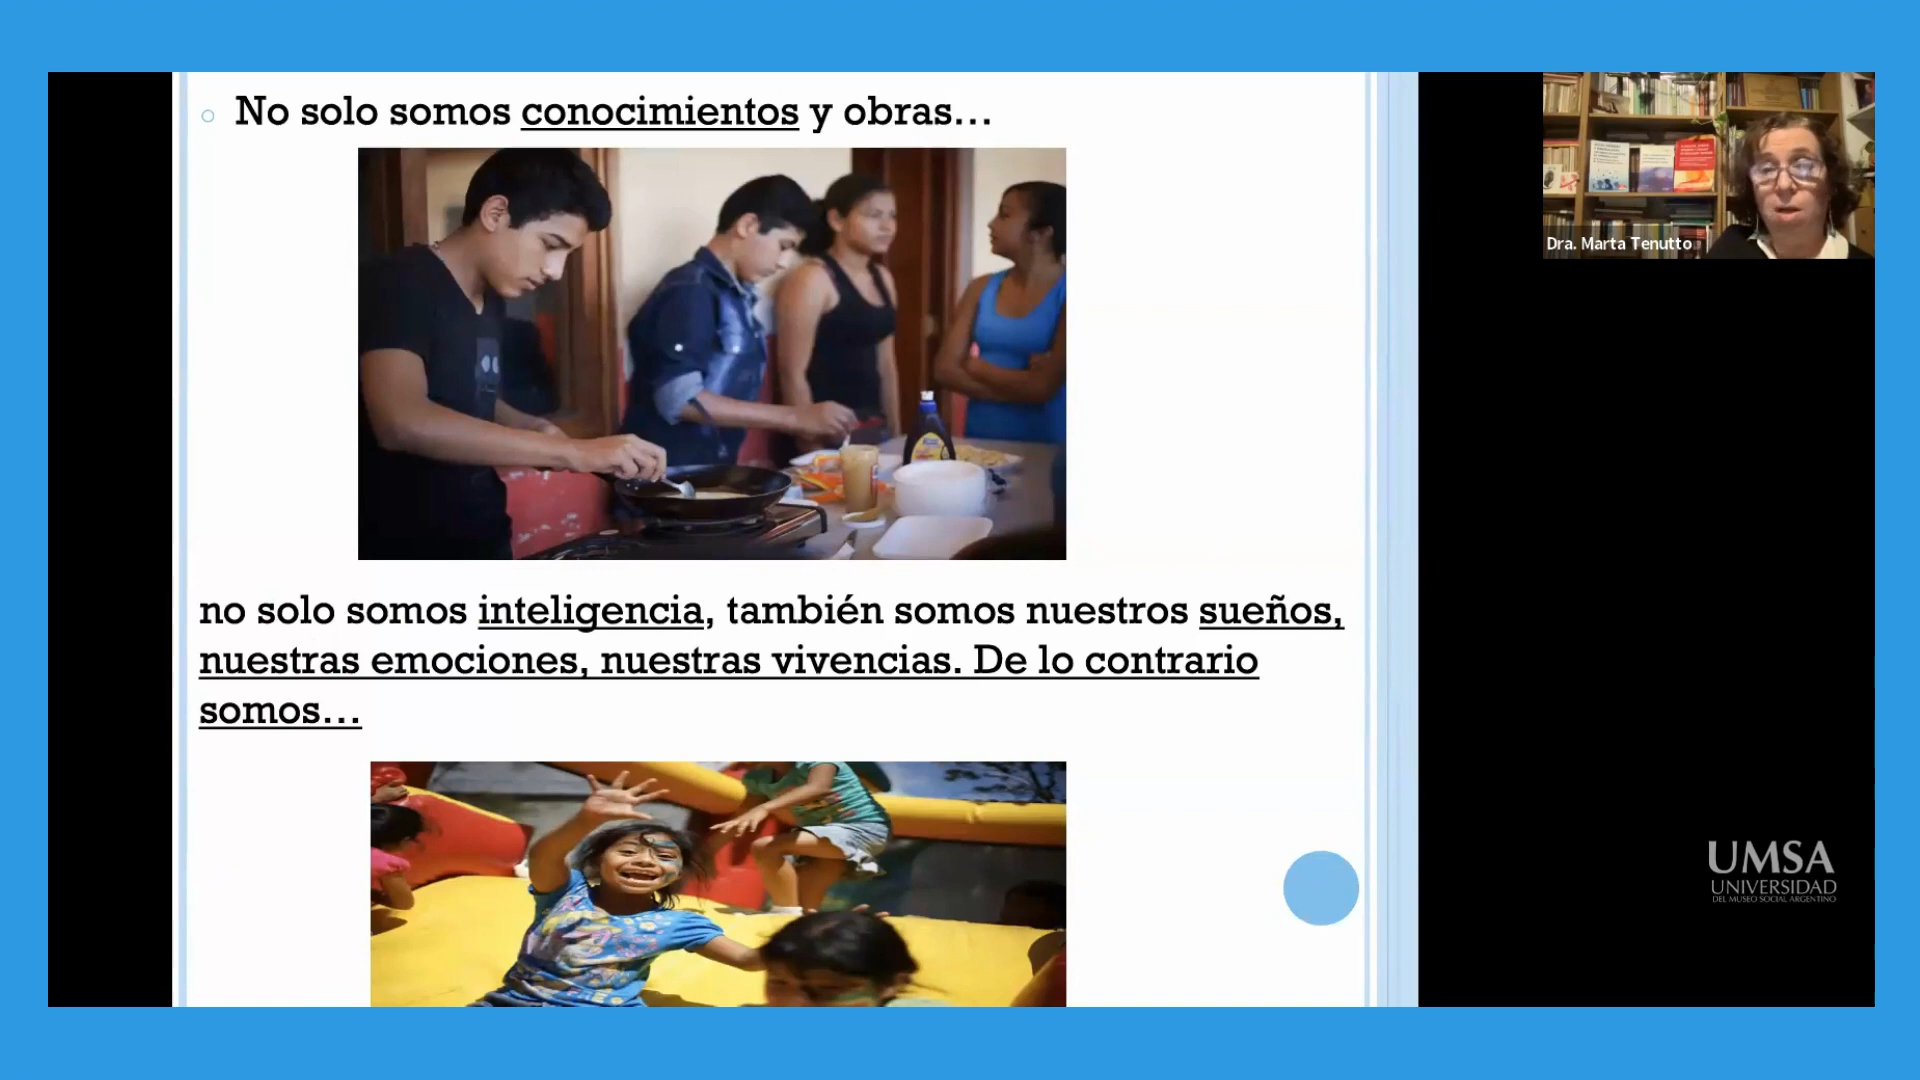 No solo somos conocimientos y obras...
no solo somos inteligencia, también somos nuestros sueños,
nuestras emociones, nuestras vivencias. De lo contrario
somos...
Dra. Marta Tenutto
UMSA
UNIVERSIDAD
DEL MUSEO SOCIAL ARGENTINO